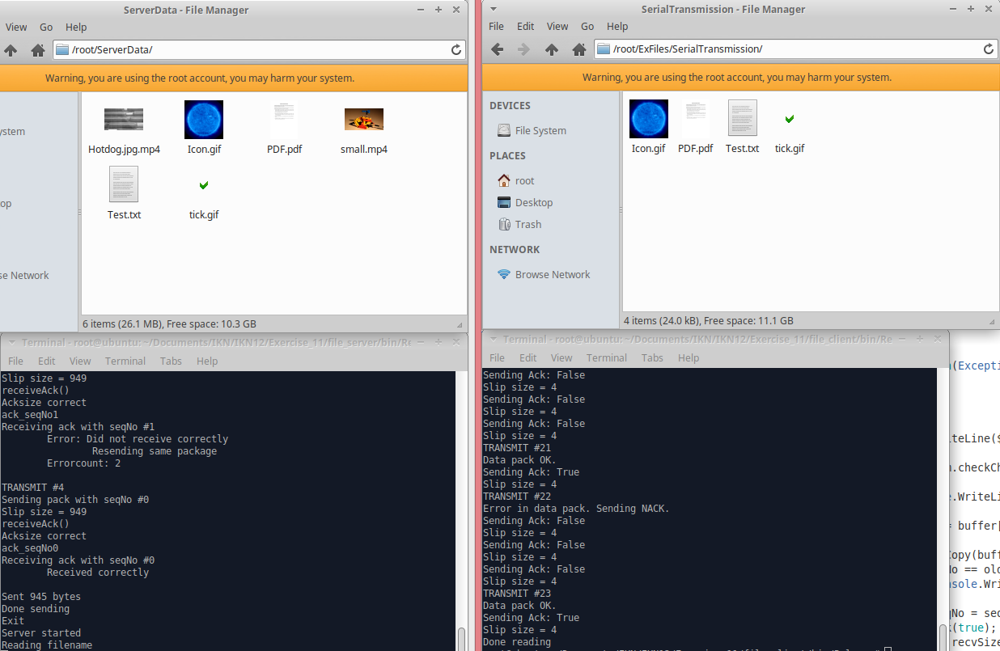 ServerData - File Manager
View Go Help
/root/ServerData/
Warning, you are using the root account, you may harm your system.
Hotdog.jpg.mp4 Icon.gif PDF.pdf small.mp4
Test.txt tick.gif
6 items (26.1 MB), Free space: 10.3 GB
SerialTransmission - File Manager
File Edit View Go Help
/root/ExFiles/SerialTransmission/
Warning, you are using the root account, you may harm your system.
DEVICES
File System
PLACES
root
Desktop
Trash
NETWORK
Browse Network
Icon.gif PDF.pdf Test.txt tick.gif
4 items (24.0 kB), Free space: 11.1 GB
Terminal - root@ubuntu: ~/Documents/IKN/IKN12/Exercise_11/file_server/bin/Re
File Edit View Terminal Tabs Help
Slip size = 949
receiveAck()
Acksize correct
ack_seqNo1
Receiving ack with seqNo #1
Error: Did not receive correctly
Resending same package
Errorcount: 2
TRANSMIT #4
Sending pack with seqNo #0
Slip size = 949
receiveAck()
Acksize correct
ack_seqNo0
Receiving ack with seqNo #0
Received correctly
Sent 945 bytes
Done sending
Exit
Server started
Reading filename
Terminal - root@ubuntu: ~/Documents/IKN/IKN12/Exercise_11/file_client/bin/Re
File Edit View Terminal Tabs Help
Sending Ack: False
Slip size = 4
Sending Ack: False
Slip size = 4
Sending Ack: False
Slip size = 4
TRANSMIT #21
Data pack OK.
Sending Ack: True
Slip size = 4
TRANSMIT #22
Error in data pack. Sending NACK.
Sending Ack: False
Slip size = 4
Sending Ack: False
Slip size = 4
Sending Ack: False
Slip size = 4
TRANSMIT #23
Data pack OK.
Sending Ack: True
Slip size = 4
Done reading
(Excepti
iteLine($
.checkCh
.WriteLi
= buffer[
Copy(buff
No == old
nsole.Wri
qNo = seq
(true);
recvSize